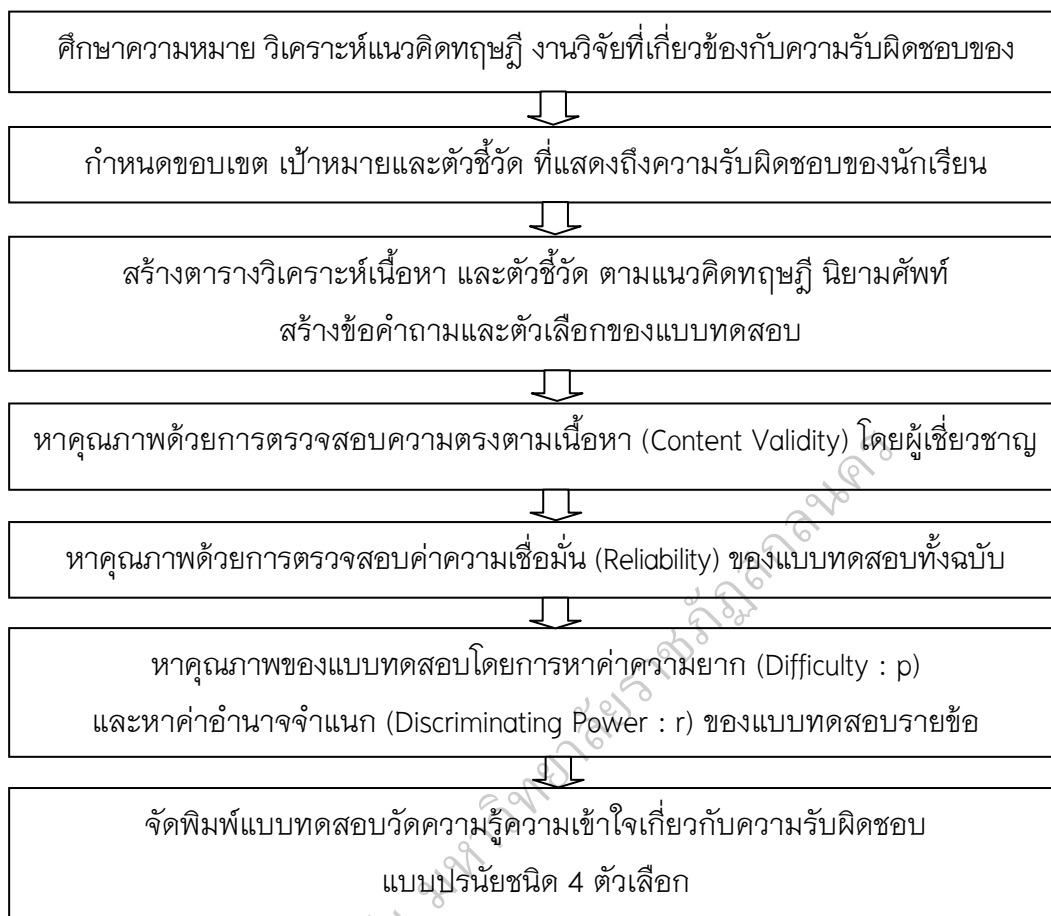 ศึกษาความหมาย วิเคราะห์แนวคิดทฤษฎี งานวิจัยที่เกี่ยวข้องกับความรับผิดชอบของ
กำหนดขอบเขต เป้าหมายและตัวชี้วัด ที่แสดงถึงความรับผิดชอบของนักเรียน
สร้างตารางวิเคราะห์เนื้อหา และตัวชี้วัด ตามแนวคิดทฤษฎี นิยามศัพท์
สร้างข้อคำถามและตัวเลือกของแบบทดสอบ
หาคุณภาพด้วยการตรวจสอบความตรงตามเนื้อหา (Content Validity) โดยผู้เชี่ยวชาญ
หาคุณภาพด้วยการตรวจสอบค่าความเชื่อมั่น (Reliability) ของแบบทดสอบทั้งฉบับ
หาคุณภาพของแบบทดสอบโดยการหาค่าความยาก (Difficulty : p)
และหาค่าอำนาจจำแนก (Discriminating Power : r) ของแบบทดสอบรายข้อ
จัดพิมพ์แบบทดสอบวัดความรู้ความเข้าใจเกี่ยวกับความรับผิดชอบ
แบบปรนัยชนิด 4 ตัวเลือก
มหาวิทยาลัยราชภัฏสกลนคร